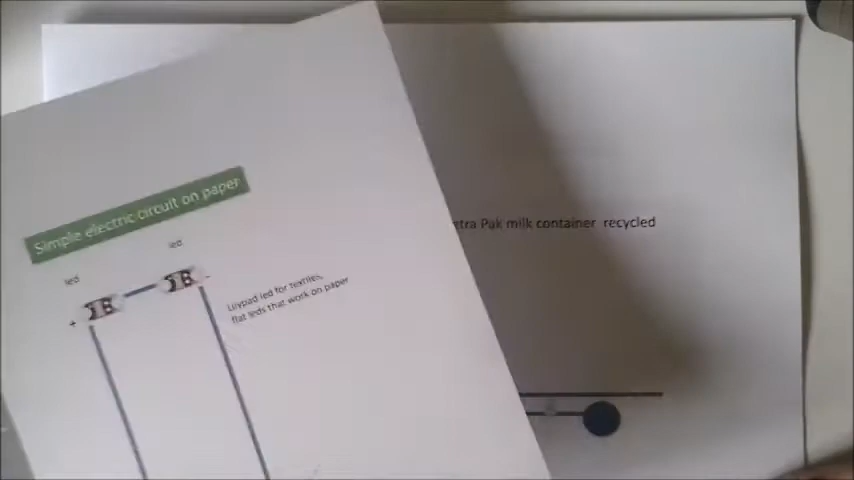 Simple electric circuit on paper
led
led
+
-
Lilypad led for textiles,
flat leds that work on paper
etra Pak milk container recycled